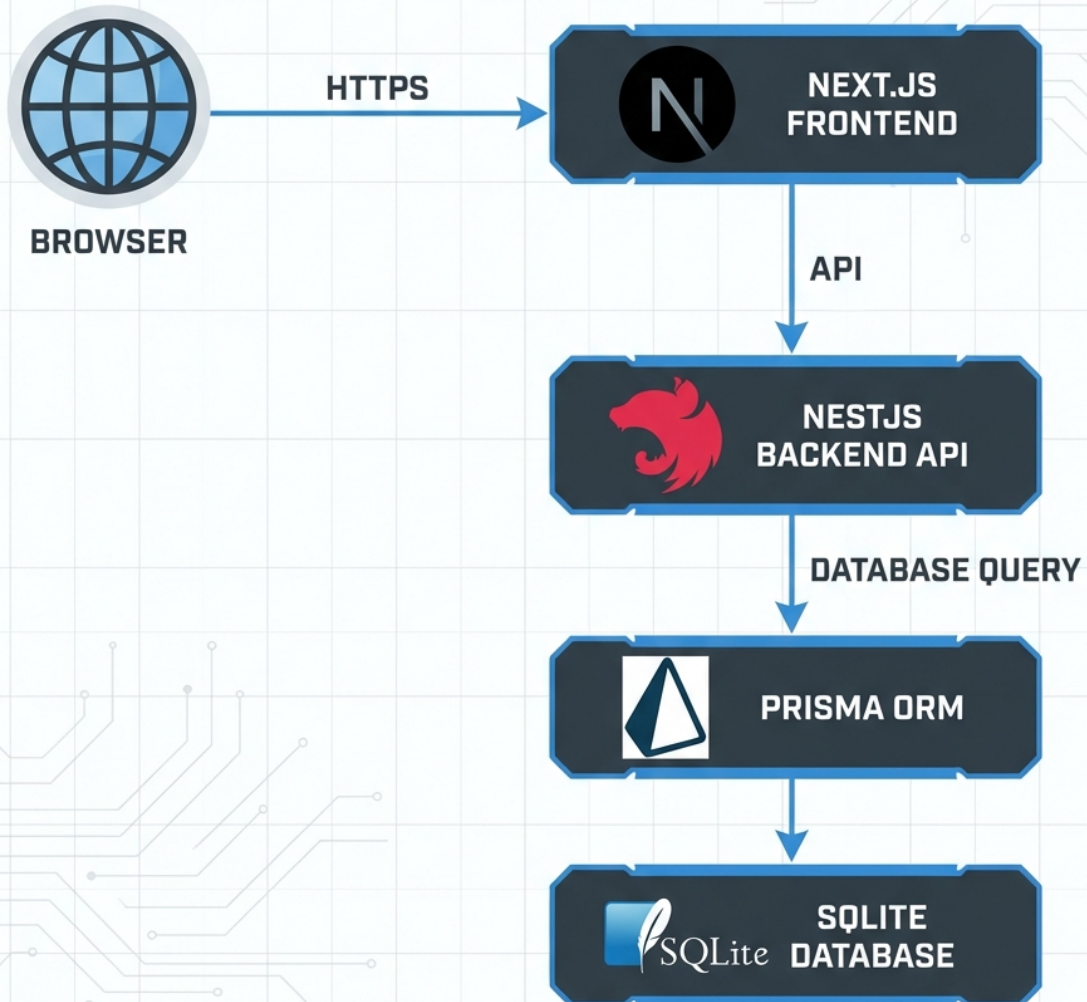 HTTPS
NEXT.JS
FRONTEND
BROWSER
API
NESTJS
BACKEND API
DATABASE QUERY
PRISMA ORM
SQLite
SQLITE
DATABASE